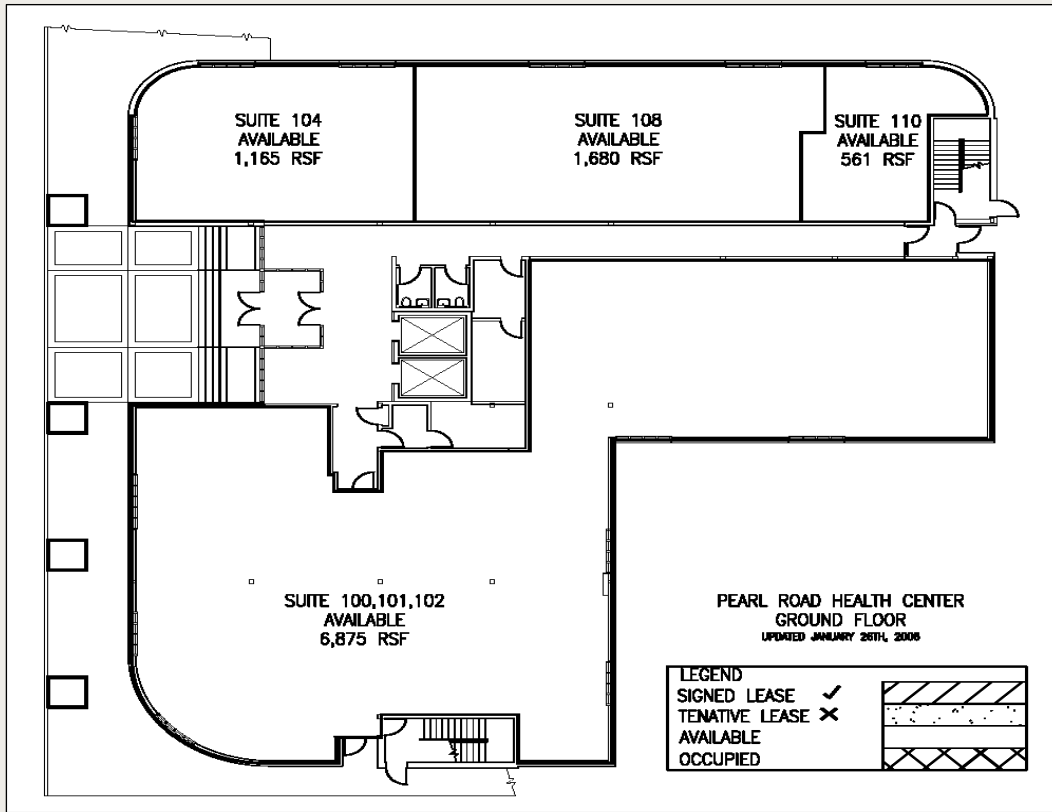 SUITE 104
AVAILABLE
1,165 RSF
SUITE 108
AVAILABLE
1,680 RSF
SUITE 110
AVAILABLE
561 RSF
SUITE 100,101,102
AVAILABLE
6,875 RSF
PEARL ROAD HEALTH CENTER
GROUND FLOOR
UPDATED JANUARY 26TH, 2006
LEGEND
SIGNED LEASE ✓
TENATIVE LEASE ✕
AVAILABLE
OCCUPIED